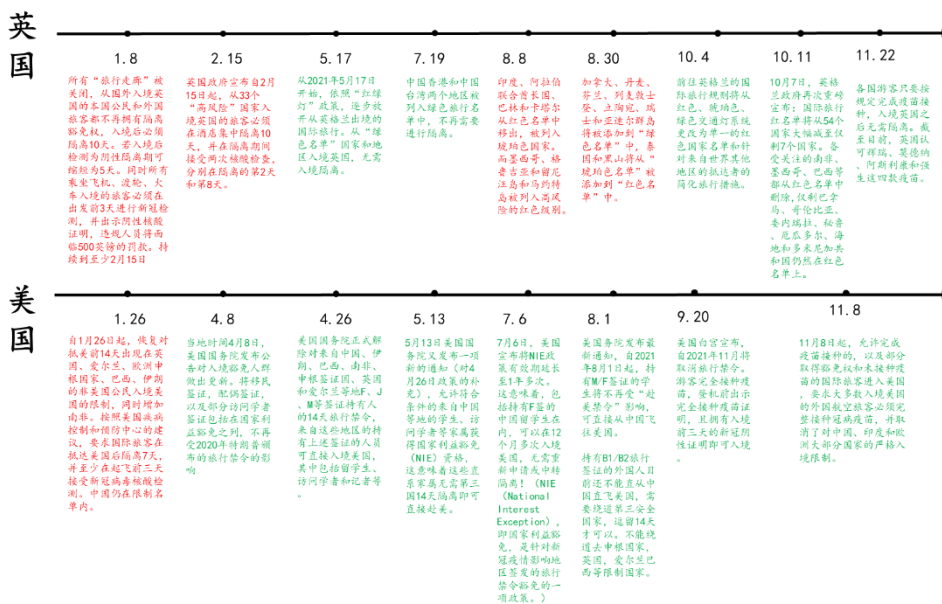 英国
1.8
所有“旅行走廊”被
关闭，从国外入境英
国的本国公民和外国
旅客都不再拥有隔离
豁免权，入境后必须
隔离10天。若入境后
检测为阴性隔离期可
缩短为5天。同时所有
乘坐飞机、渡轮、火
车入境的旅客必须在
出发前3天进行新冠检
测，并出示阴性核酸
证明，违规人员将面
临500英镑的罚款。持
续到至少2月15日
2.15
英国政府宣布自2月
15日起，从33个
“高风险”国家入
境英国的旅客必须
在酒店集中隔离10
天，并在隔离期间
接受两次核酸检查，
分别在隔离的第2天
和第8天。
5.17
从2021年5月17日
开始，依照“红绿
灯”政策，逐步放
开从英格兰出境的
国际旅行。从“绿
色名单”国家和地
区入境英国，无需
入境隔离。
7.19
中国香港和中国
台湾两个地区被
列入绿色旅行名
单中，不再需要
进行隔离。
8.8
印度、阿拉伯
联合酋长国、
巴林和卡塔尔
从红色名单中
移出，被列入
琥珀色国家。
而墨西哥、格
鲁吉亚和留尼
汪岛和马约特
岛被列入高风
险的红色级别。
8.30
加拿大、丹麦、
芬兰、列支敦士
登、立陶宛、瑞
士和亚速尔群岛
将被添加到“绿
色名单”中，泰
国和黑山将从“
琥珀色名单”被
添加到“红色名
单”中。
10.4
前往英格兰的国
际旅行规则将从
红色、琥珀色、
绿色交通灯系统
更改为单一的红
色国家名单和针
对来自世界其他
地区的抵达者的
简化旅行措施。
10.11
10月7日，英格
兰政府再次重磅
宣布：国际旅行
红名单将从54个
国家大幅减至仅
剩7个国家。备
受关注的南非、
墨西哥、巴西等
都从红色名单中
删除,仅剩巴拿
马、哥伦比亚、
委内瑞拉、秘鲁
、厄瓜多尔、海
地和多米尼加共
和国仍然在红色
名单上。
11.22
各国游客只要按
规定完成疫苗接
种，入境英国之
后无需隔离。截
至目前，英国认
可辉瑞、莫德纳
、阿斯利康和强
生这四款疫苗。
美国
1.26
自1月26日起，恢复对
抵美前14天出现在英
国、爱尔兰、欧洲申
根国家、巴西、伊朗
的非美国公民入境美
国的限制，同时增加
南非。按照美国疾病
控制和预防中心的建
议，要求国际旅客在
抵达美国后隔离7天，
并至少在起飞前三天
接受新冠病毒核酸检测。
中国仍在限制名
单内。
4.8
当地时间4月8日，
美国国务院发布公
告对入境豁免人群
做出更新。将移民
签证，配偶签证，
以及部分访问学者
签证包括在国家利
益豁免之列，不再
受2020年特朗普颁
布的旅行禁令的影
响
4.26
美国国务院正式解
除对来自中国、伊
朗、巴西、南非、
申根签证国、英国
和爱尔兰等地F、J
、M等签证持有人
的14天旅行禁令，
来自这些地区的持
有上述签证的人员
可直接入境美国，
其中包括留学生、
访问学者和记者等
。
5.13
5月13日美国国
务院又发布一项
新的通知（对4
月26日政策的补
充），允许符合
条件的来自中国
等地的学生、访
问学者等家属获
得国家利益豁免
（NIE）资格，
这意味着这些直
系家属无需第三
国14天隔离即可
直接赴美。
7.6
7月6日，美国
宣布将NIE政
策有效期延长
至1年多次。
这意味着，包
括持有F签的
中国留学生在
内，可以在12
个月多次入境
美国，无需重
新申请或中转
隔离！（NIE
（National
Interest
Exception），
即国家利益豁
免，是针对新
冠疫情影响地
区签发的旅行
禁令豁免的一
项政策。）
8.1
美国务院发布最
新通知，自2021
年8月1日起，持
有M/F签证的学生
将不再受“赴
美禁令”影响，
可直接从中国飞
往美国。
持有B1/B2旅行
签证的外国人目
前还不能直从中
国直飞美国，需
要绕道第三安全
国家，逗留14天
才可以。不能绕
道去申根国家，
英国，爱尔兰巴
西等限制国家。
9.20
美国白宫宣布，
自2021年11月将
取消旅行禁令。
游客完全接种疫
苗，登机前出示
完全接种疫苗证
明，且拥有入境
前三天的新冠阴
性证明即可入境
。
11.8
11月8日起，允许完成
疫苗接种的，以及部分
取得豁免权和未接种疫
苗的国际旅客进入美国，
要求大多数入境美国的
外国航空旅客必须完
整接种冠病疫苗，并取
消了对中国，印度和欧洲
大部分国家的严格入
境限制。